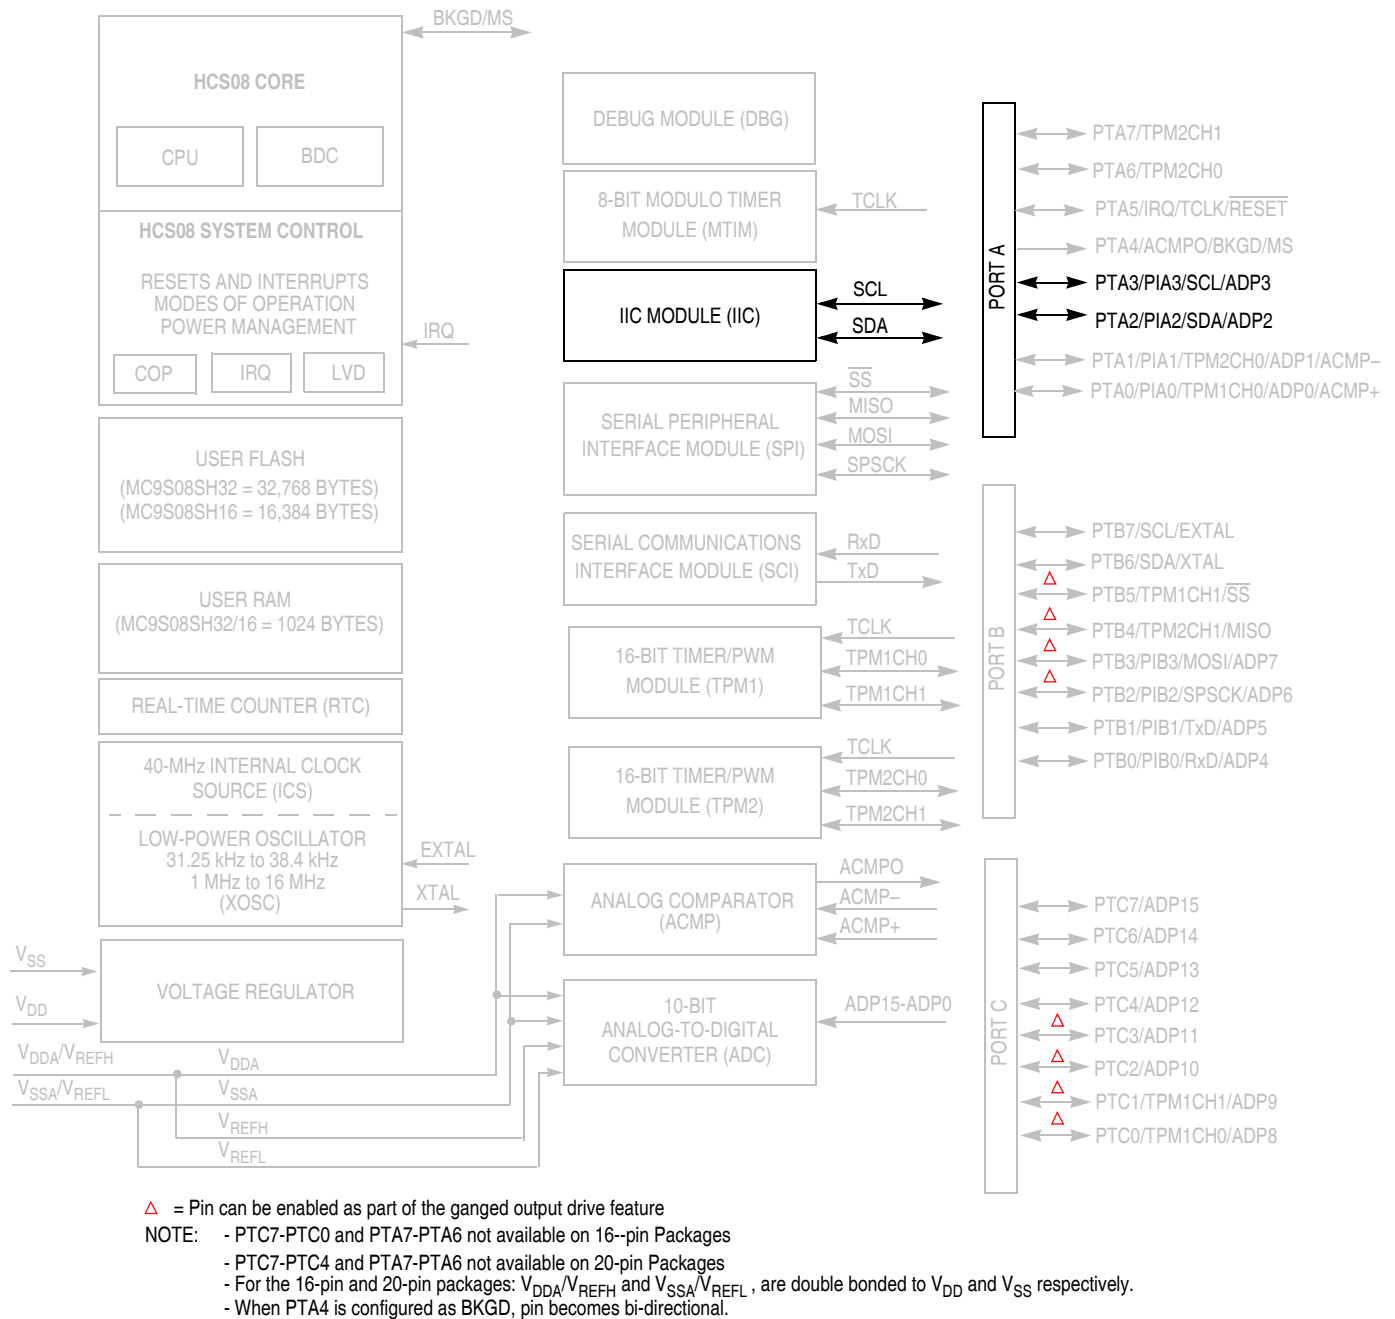 BKGD/MS
HCS08 CORE
CPU
BDC
HCS08 SYSTEM CONTROL
RESETS AND INTERRUPTS
MODES OF OPERATION
POWER MANAGEMENT
IRQ
COP
IRQ
LVD
USER FLASH
(MC9S08SH32 = 32,768 BYTES)
(MC9S08SH16 = 16,384 BYTES)
USER RAM
(MC9S08SH32/16 = 1024 BYTES)
REAL-TIME COUNTER (RTC)
40-MHz INTERNAL CLOCK
SOURCE (ICS)
LOW-POWER OSCILLATOR
31.25 kHz to 38.4 kHz
1 MHz to 16 MHz
(XOSC)
EXTAL
XTAL
VSS
VDD
VOLTAGE REGULATOR
VDDA/VREFH
VDDA
VSSA/VREFL
VSSA
VREFH
VREFL
DEBUG MODULE (DBG)
8-BIT MODULO TIMER
MODULE (MTIM)
TCLK
IIC MODULE (IIC)
SCL
SDA
SERIAL PERIPHERAL
INTERFACE MODULE (SPI)
SS
MISO
MOSI
SPSCK
SERIAL COMMUNICATIONS
INTERFACE MODULE (SCI)
RxD
TxD
16-BIT TIMER/PWM
MODULE (TPM1)
TCLK
TPM1CH0
TPM1CH1
16-BIT TIMER/PWM
MODULE (TPM2)
TCLK
TPM2CH0
TPM2CH1
ANALOG COMPARATOR
(ACMP)
ACMPO
ACMP–
ACMP+
10-BIT
ANALOG-TO-DIGITAL
CONVERTER (ADC)
ADP15-ADP0
PORT A
PTA7/TPM2CH1
PTA6/TPM2CH0
PTA5/IRQ/TCLK/RESET
PTA4/ACMPO/BKGD/MS
PTA3/PIA3/SCL/ADP3
PTA2/PIA2/SDA/ADP2
PTA1/PIA1/TPM2CH0/ADP1/ACMP–
PTA0/PIA0/TPM1CH0/ADP0/ACMP+
PORT B
PTB7/SCL/EXTAL
PTB6/SDA/XTAL
PTB5/TPM1CH1/SS
PTB4/TPM2CH1/MISO
PTB3/PIB3/MOSI/ADP7
PTB2/PIB2/SPSCK/ADP6
PTB1/PIB1/TxD/ADP5
PTB0/PIB0/RxD/ADP4
PORT C
PTC7/ADP15
PTC6/ADP14
PTC5/ADP13
PTC4/ADP12
PTC3/ADP11
PTC2/ADP10
PTC1/TPM1CH1/ADP9
PTC0/TPM1CH0/ADP8
Δ = Pin can be enabled as part of the ganged output drive feature
NOTE: - PTC7-PTC0 and PTA7-PTA6 not available on 16--pin Packages
- PTC7-PTC4 and PTA7-PTA6 not available on 20-pin Packages
- For the 16-pin and 20-pin packages: VDDA/VREFH and VSSA/VREFL , are double bonded to VDD and VSS respectively.
- When PTA4 is configured as BKGD, pin becomes bi-directional.